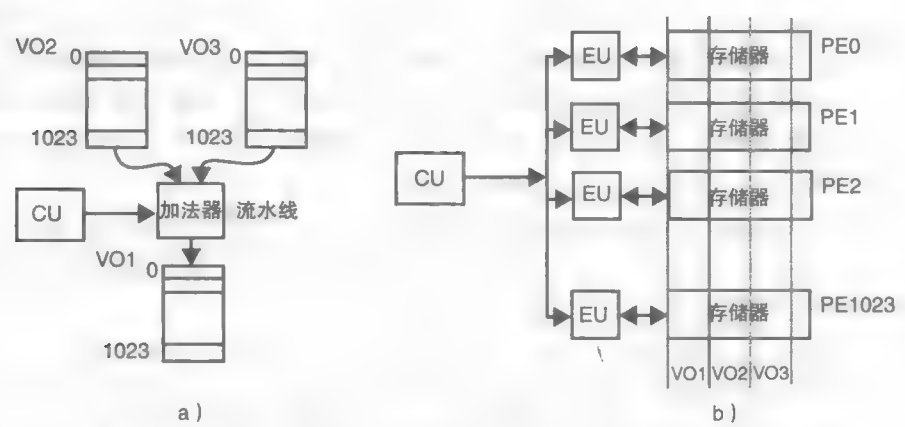 VO2
0
1023
VO3
0
1023
CU
加法器
流水线
VO1
0
1023
a）
CU
EU
存储器
PE0
EU
存储器
PE1
EU
存储器
PE2
EU
存储器
PE1023
VO1
VO2
VO3
b）